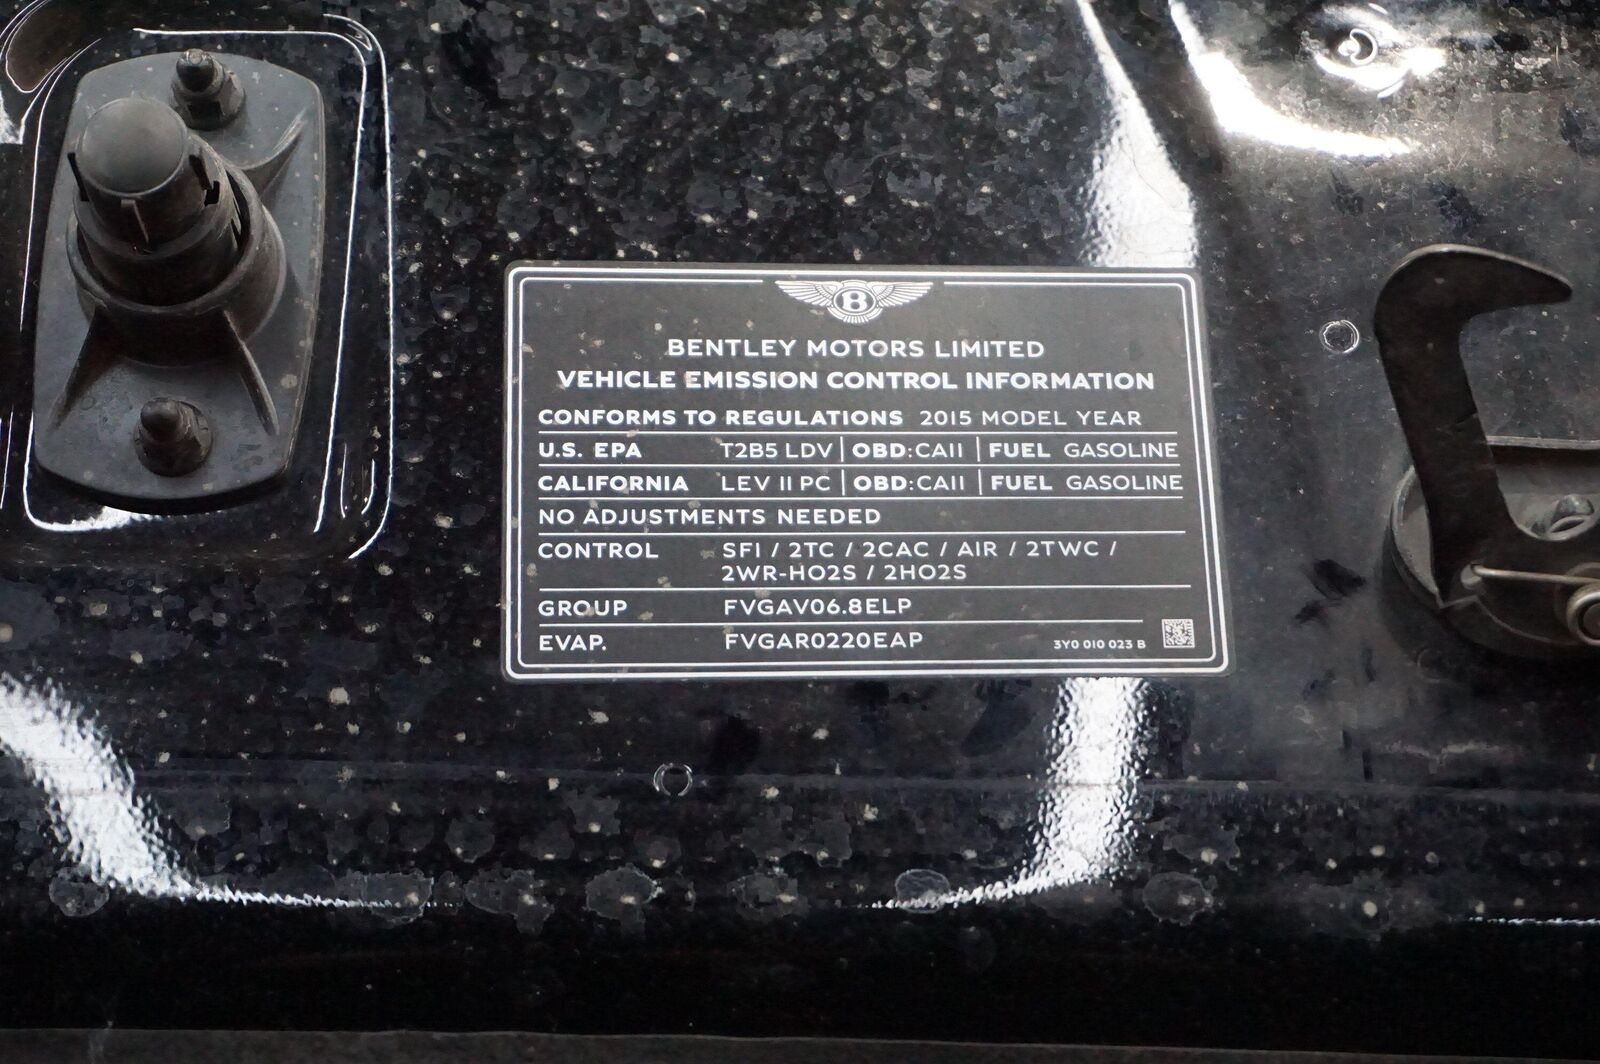 B
BENTLEY MOTORS LIMITED
VEHICLE EMISSION CONTROL INFORMATION
CONFORMS TO REGULATIONS 2015 MODEL YEAR
U.S. EPA T2B5 LDV | OBD:CAII | FUEL GASOLINE
CALIFORNIA LEV II PC | OBD:CAII | FUEL GASOLINE
NO ADJUSTMENTS NEEDED
CONTROL SFI / 2TC / 2CAC / AIR / 2TWC /
2WR-HO2S / 2HO2S
GROUP FVGAV06.8ELP
EVAP. FVGAR0220EAP
3Y0 010 023 B